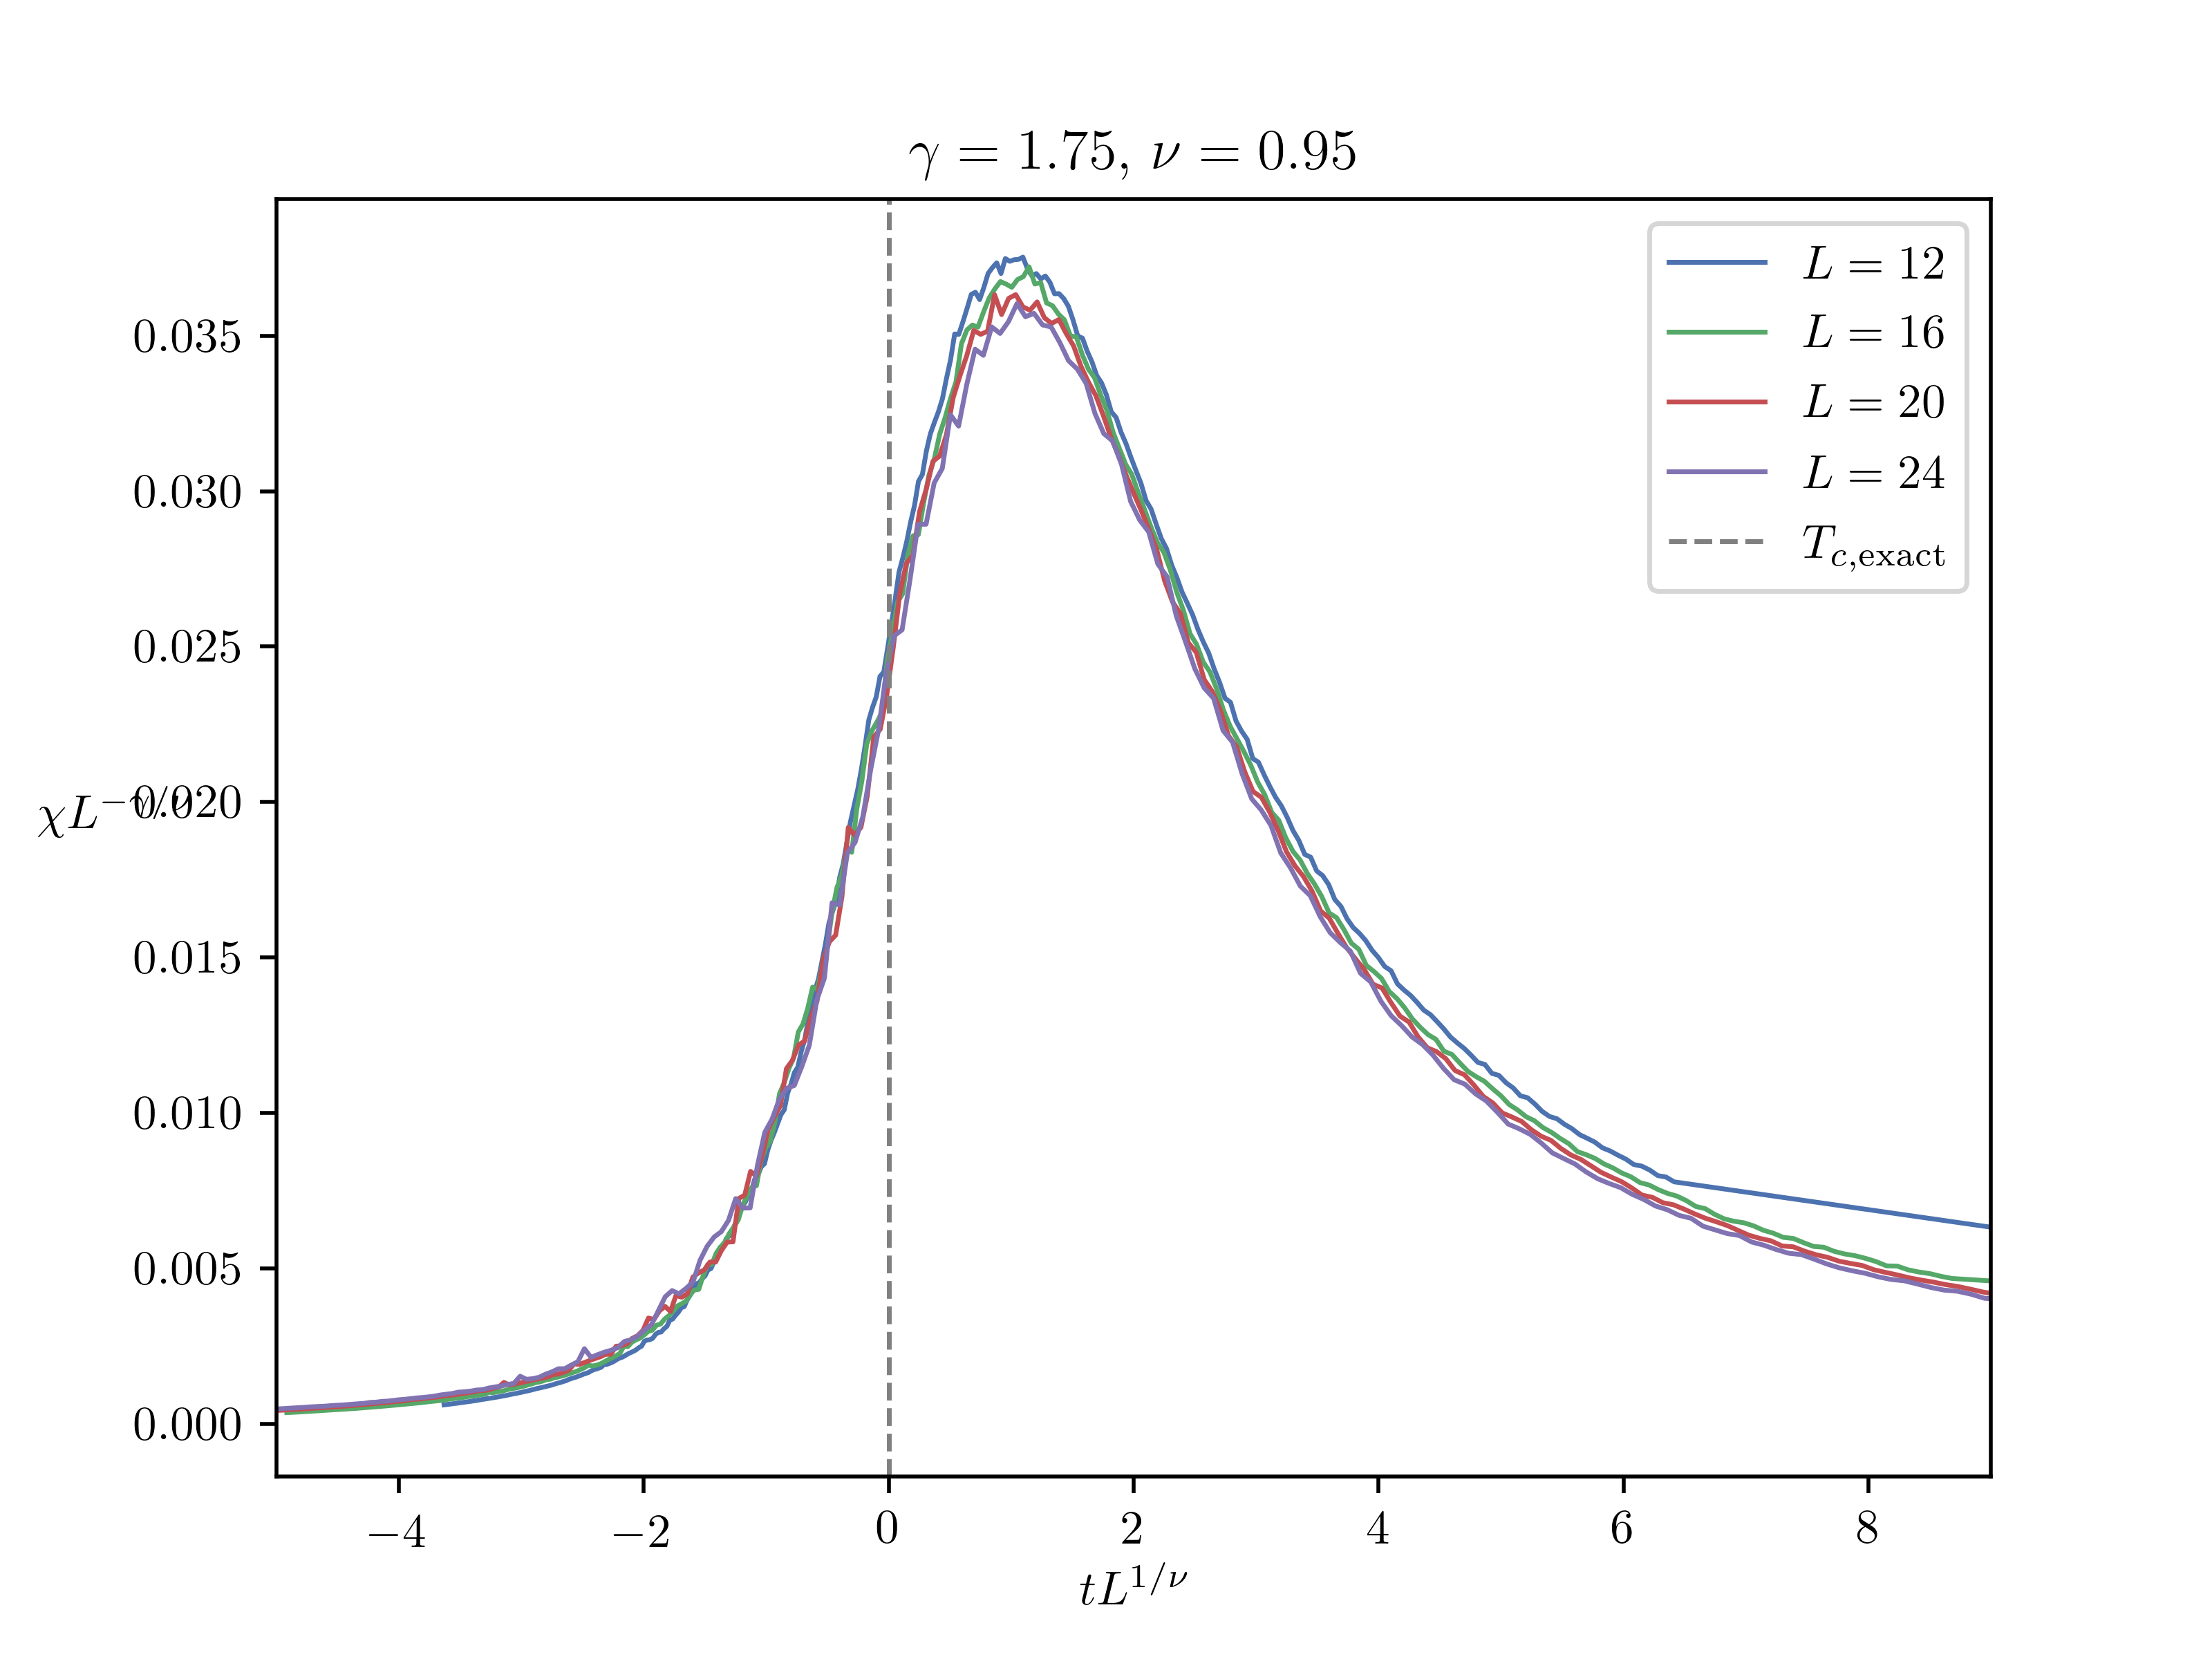 γ = 1.75, ν = 0.95
L = 12
L = 16
L = 20
L = 24
T_{c,exact}
0.035
0.030
0.025
0.020
0.015
0.010
0.005
0.000
χL^{−γ/ν}
−4 −2 0 2 4 6 8
tL^{1/ν}